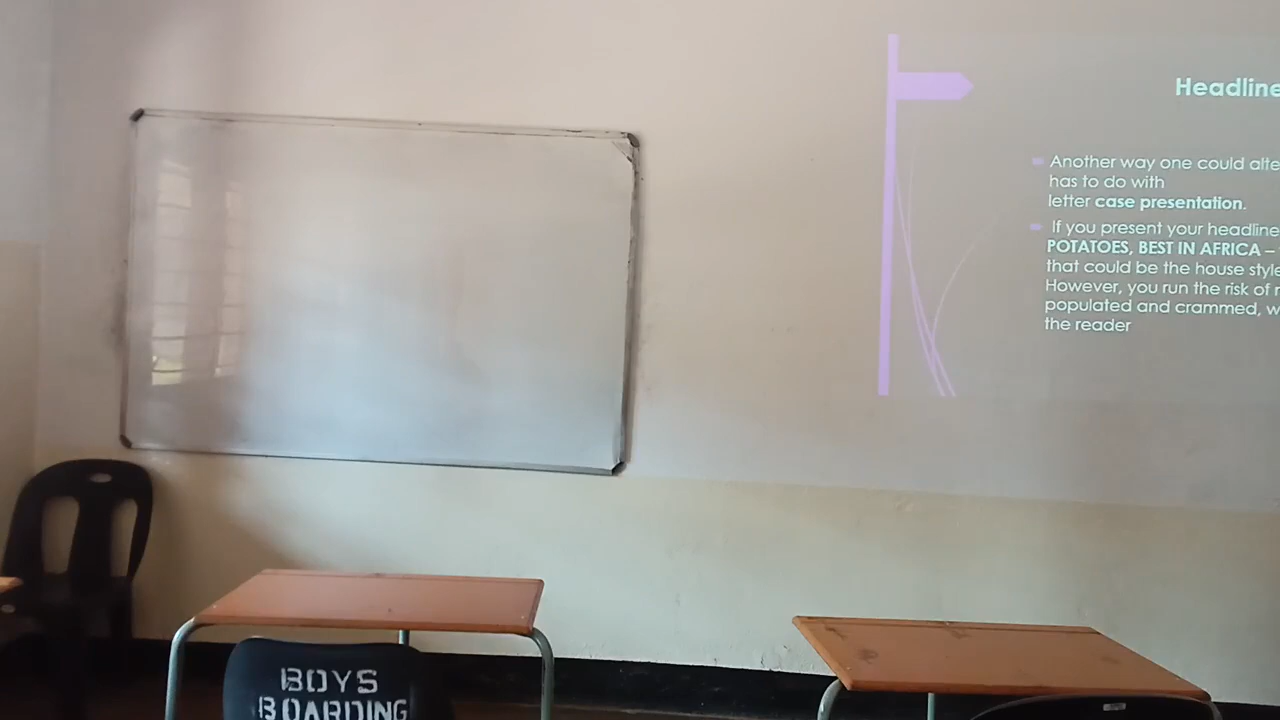 Headline
Another way one could alte
has to do with
letter case presentation.
If you present your headline
POTATOES, BEST IN AFRICA –
that could be the house style
However, you run the risk of
populated and crammed, w
the reader
BOYS
BOARDING